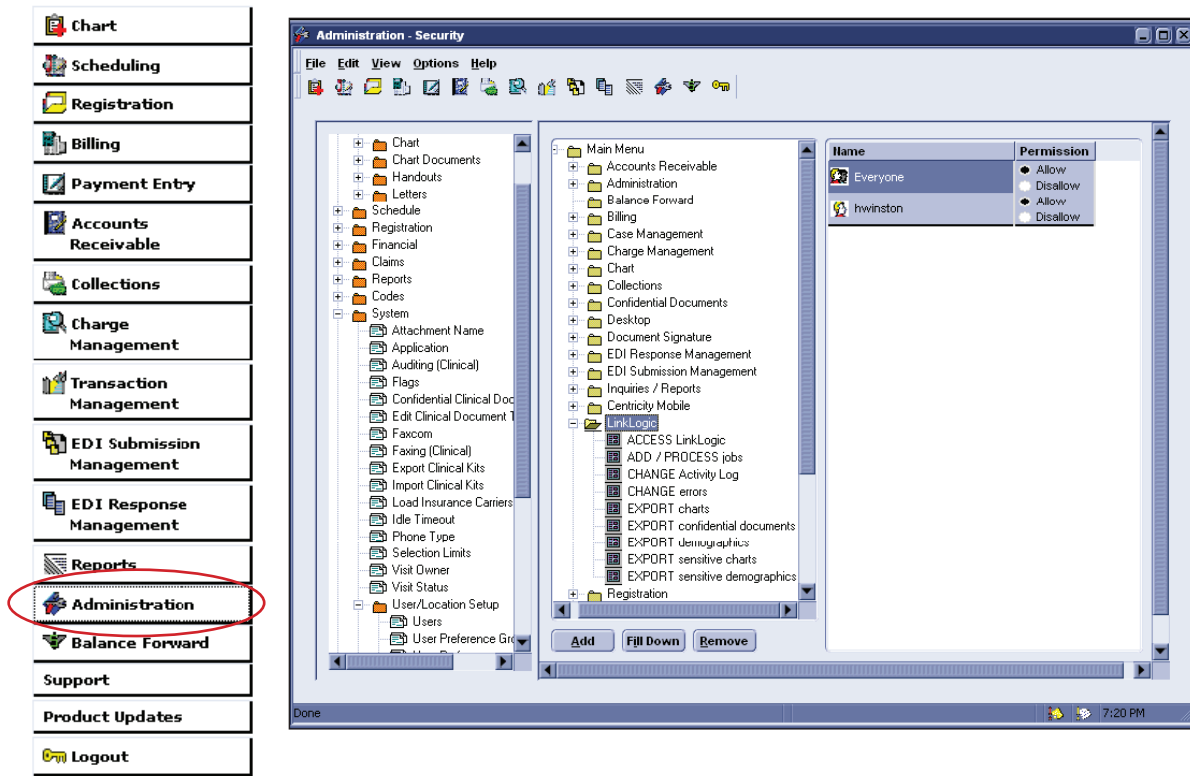 Chart
Scheduling
Registration
Billing
Payment Entry
Accounts
Receivable
Collections
Charge
Management
Transaction
Management
EDI Submission
Management
EDI Response
Management
Reports
Administration
Balance Forward
Support
Product Updates
Logout
Administration - Security
File Edit View Options Help
Chart
Chart Documents
Handouts
Letters
Schedule
Registration
Financial
Claims
Reports
Codes
System
Attachment Name
Application
Auditing (Clinical)
Flags
Confidential Clinical Doc
Edit Clinical Document T
Faxcom
Faxing (Clinical)
Export Clinical Kits
Import Clinical Kits
Load Insurance Carriers
Idle Timeout
Phone Type
Selection Limits
Visit Owner
Visit Status
User/Location Setup
Users
User Preference Gro
Main Menu
Accounts Receivable
Administration
Balance Forward
Billing
Case Management
Charge Management
Chart
Collections
Confidential Documents
Desktop
Document Signature
EDI Response Management
EDI Submission Management
Inquiries / Reports
Centricity Mobile
LinkLogic
ACCESS LinkLogic
ADD / PROCESS jobs
CHANGE Activity Log
CHANGE errors
EXPORT charts
EXPORT confidential documents
EXPORT demographics
EXPORT sensitive charts
EXPORT sensitive demographics
Registration
Add Fill Down Remove
Name Permission
Everyone
Allow
Disallow
hwinston
Allow
Disallow
Done
7:20 PM